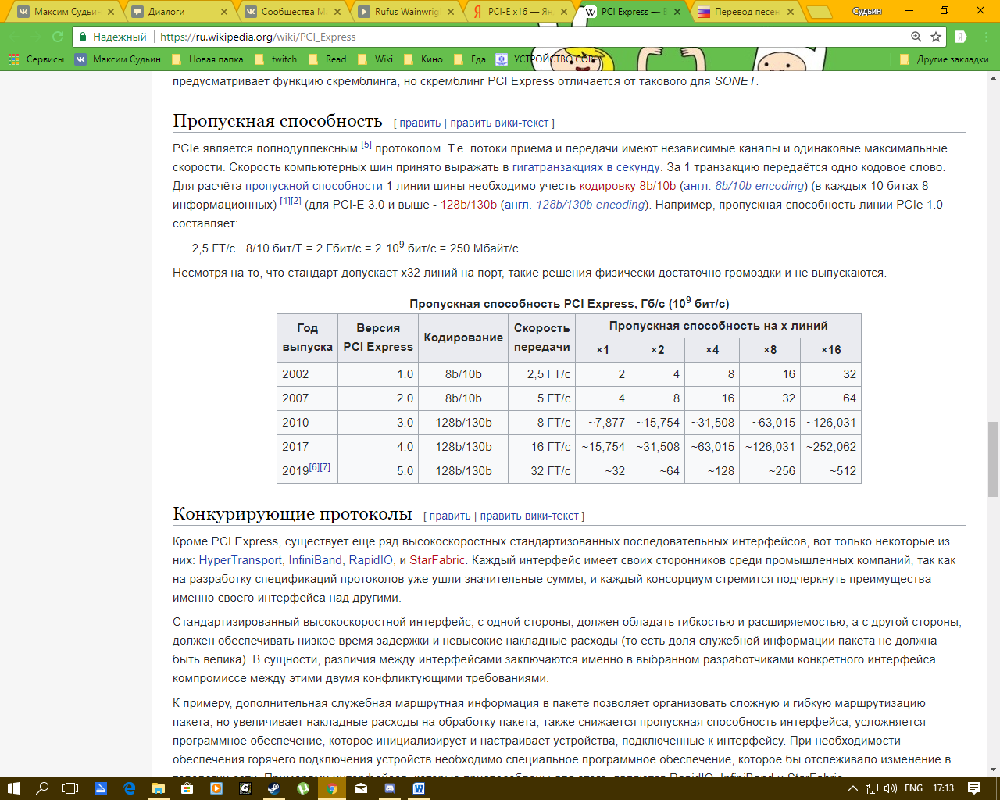 Максим Судьин
Диалоги
Сообщества Ма
Rufus Wainwrig
PCI-E x16 — Ян
PCI Express — В
Перевод песен
Судьин
Надежный
https://ru.wikipedia.org/wiki/PCI_Express
Сервисы
Максим Судьин
Новая папка
twitch
Read
Wiki
Кино
Еда
УСТРОЙСТВО СОВ
Другие закладки
предусматривает функцию скремблинга, но скремблинг PCI Express отличается от такового для SONET.
Пропускная способность [ править | править вики-текст ]
PCIe является полнодуплексным [5] протоколом. Т.е. потоки приёма и передачи имеют независимые каналы и одинаковые максимальные
скорости. Скорость компьютерных шин принято выражать в гигатранзакциях в секунду. За 1 транзакцию передаётся одно кодовое слово.
Для расчёта пропускной способности 1 линии шины необходимо учесть кодировку 8b/10b (англ. 8b/10b encoding) (в каждых 10 битах 8
информационных) [1][2] (для PCI-E 3.0 и выше - 128b/130b (англ. 128b/130b encoding). Например, пропускная способность линии PCIe 1.0
составляет:
2,5 ГТ/с · 8/10 бит/Т = 2 Гбит/с = 2·10⁹ бит/с = 250 Мбайт/с
Несмотря на то, что стандарт допускает x32 линий на порт, такие решения физически достаточно громоздки и не выпускаются.
Пропускная способность PCI Express, Гб/с (10⁹ бит/с)
Год выпуска Версия PCI Express Кодирование Скорость передачи Пропускная способность на x линий
×1 ×2 ×4 ×8 ×16
2002 1.0 8b/10b 2,5 ГТ/с 2 4 8 16 32
2007 2.0 8b/10b 5 ГТ/с 4 8 16 32 64
2010 3.0 128b/130b 8 ГТ/с ~7,877 ~15,754 ~31,508 ~63,015 ~126,031
2017 4.0 128b/130b 16 ГТ/с ~15,754 ~31,508 ~63,015 ~126,031 ~252,062
2019[6][7] 5.0 128b/130b 32 ГТ/с ~32 ~64 ~128 ~256 ~512
Конкурирующие протоколы [ править | править вики-текст ]
Кроме PCI Express, существует ещё ряд высокоскоростных стандартизованных последовательных интерфейсов, вот только некоторые из
них: HyperTransport, InfiniBand, RapidIO, и StarFabric. Каждый интерфейс имеет своих сторонников среди промышленных компаний, так как
на разработку спецификаций протоколов уже ушли значительные суммы, и каждый консорциум стремится подчеркнуть преимущества
именно своего интерфейса над другими.
Стандартизированный высокоскоростной интерфейс, с одной стороны, должен обладать гибкостью и расширяемостью, а с другой стороны,
должен обеспечивать низкое время задержки и невысокие накладные расходы (то есть доля служебной информации пакета не должна
быть велика). В сущности, различия между интерфейсами заключаются именно в выбранном разработчиками конкретного интерфейса
компромиссе между этими двумя конфликтующими требованиями.
К примеру, дополнительная служебная маршрутная информация в пакете позволяет организовать сложную и гибкую маршрутизацию
пакета, но увеличивает накладные расходы на обработку пакета, также снижается пропускная способность интерфейса, усложняется
программное обеспечение, которое инициализирует и настраивает устройства, подключенные к интерфейсу. При необходимости
обеспечения горячего подключения устройств необходимо специальное программное обеспечение, которое бы отслеживало изменение в
ENG 17:13